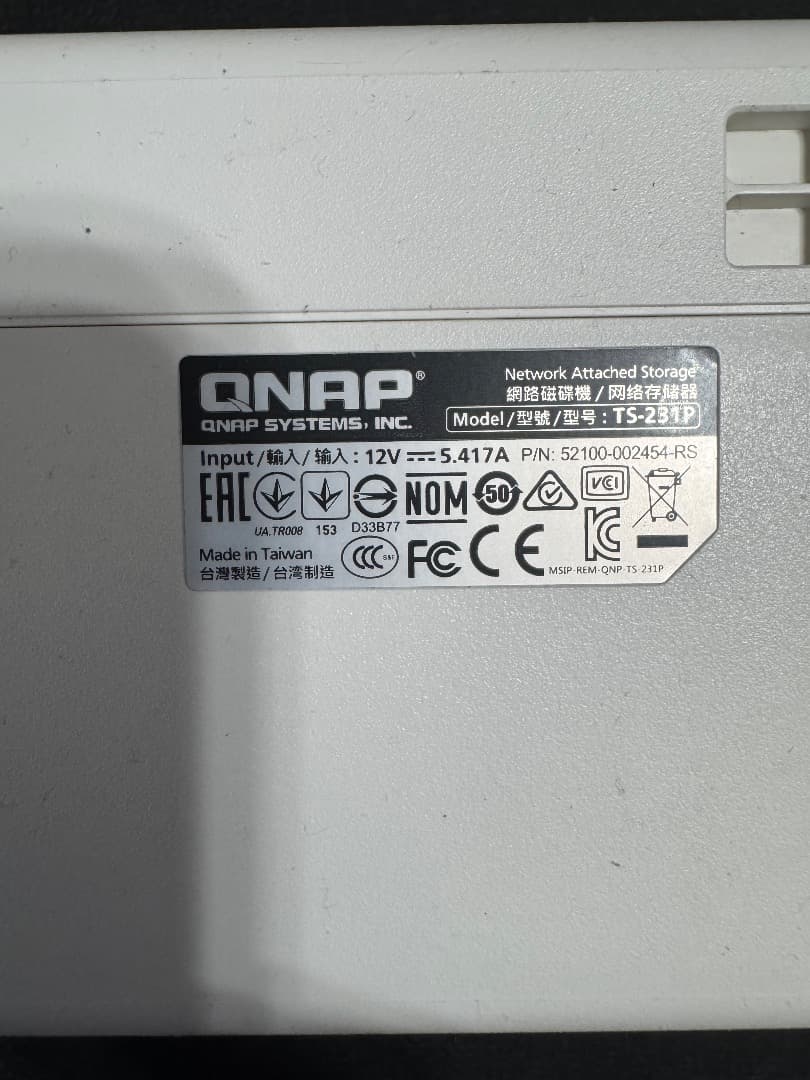 QNAP®
QNAP SYSTEMS, INC.
Network Attached Storage
網路磁碟機 / 网络存储器
Model/型號/型号 : TS-231P
Input/輸入/输入 : 12V ⎓ 5.417A P/N: 52100-002454-RS
EAC NOM 50 VCI
UA.TR008 153 D33B77
Made in Taiwan
台灣製造/台湾制造
CCC S&E FC CE KC
MSIP-REM-QNP-TS-231P